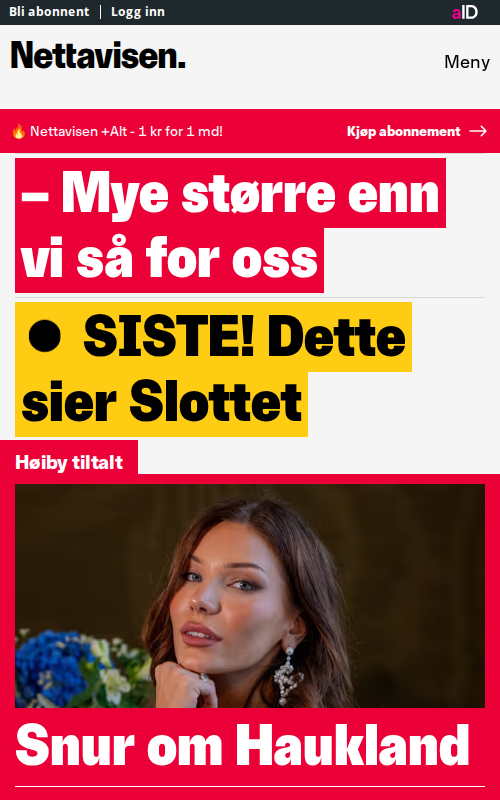 Bli abonnent | Logg inn aID
Nettavisen.
Meny
🔥 Nettavisen +Alt - 1 kr for 1 md! Kjøp abonnement →
– Mye større enn
vi så for oss
● SISTE! Dette
sier Slottet
Høiby tiltalt
Snur om Haukland